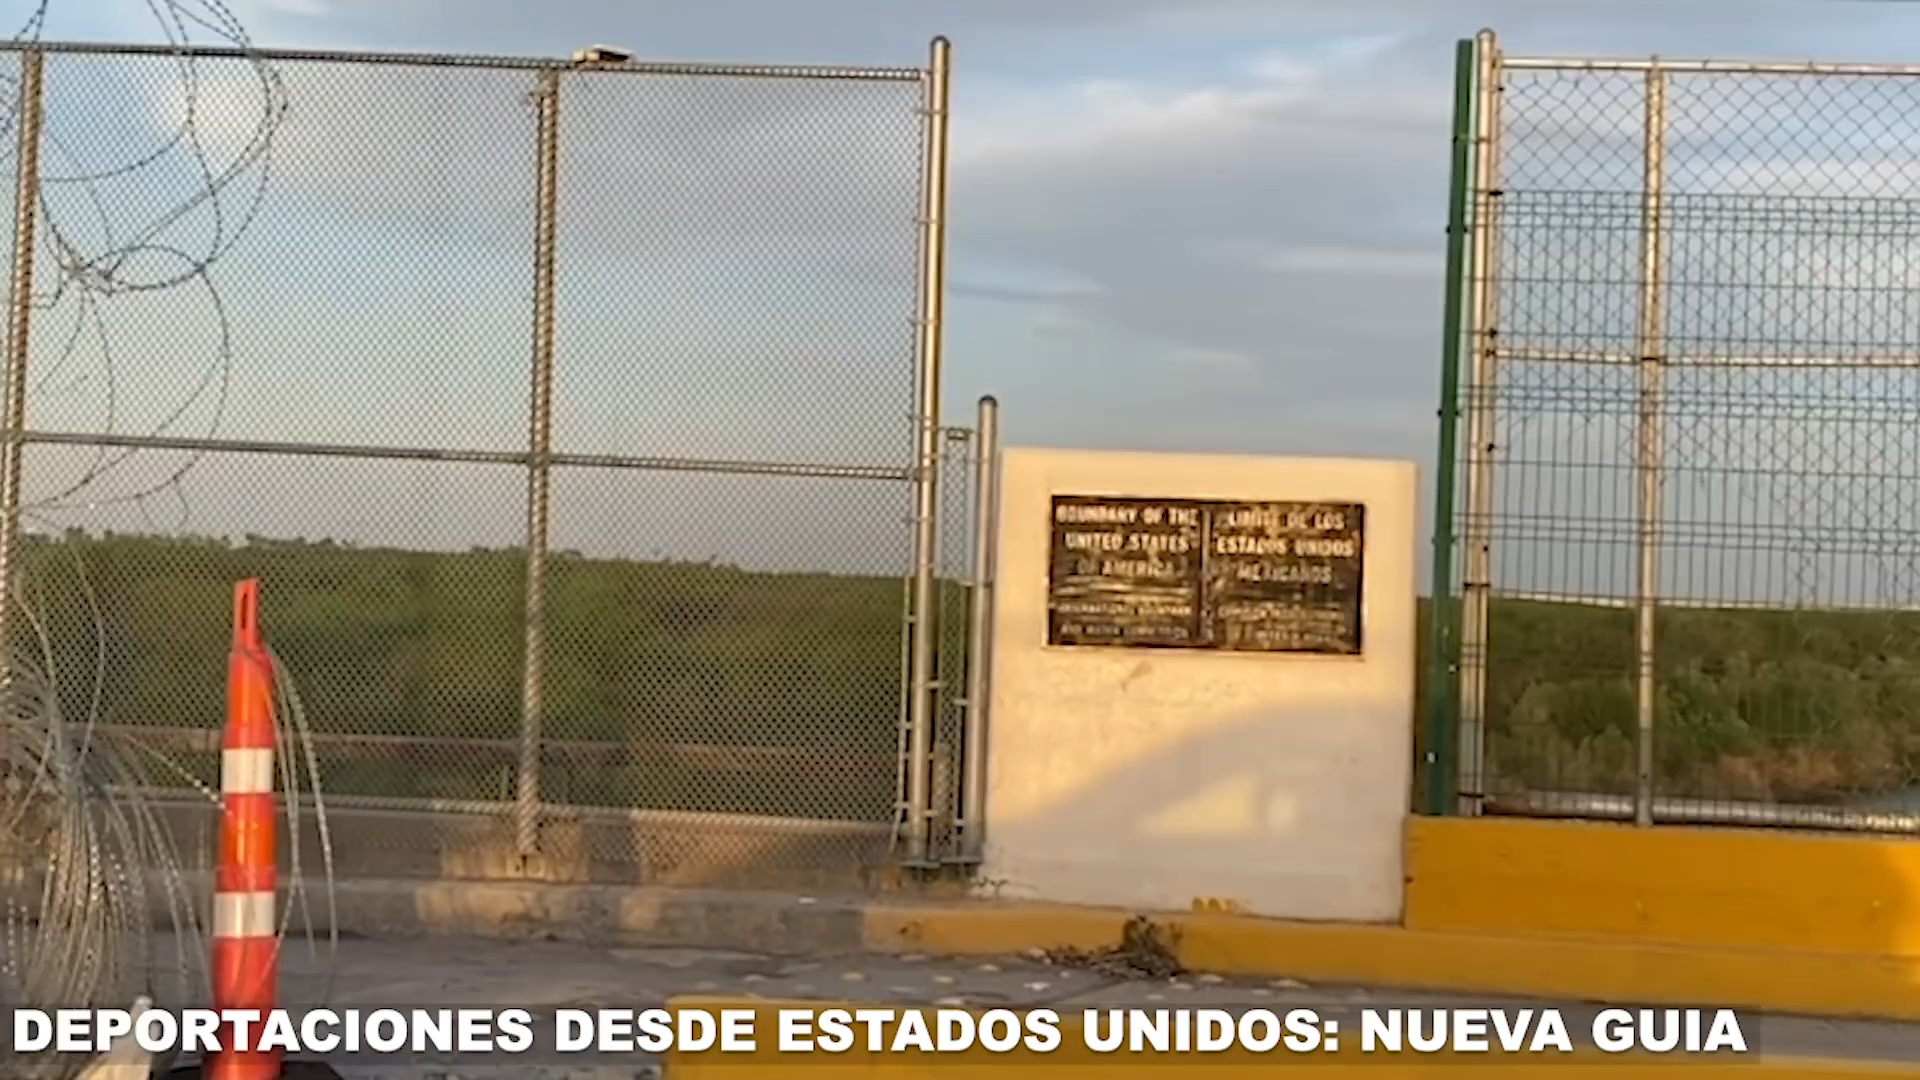 BOUNDARY OF THE
UNITED STATES
OF AMERICA
LIMITE DE LOS
ESTADOS UNIDOS
MEXICANOS
DEPORTACIONES DESDE ESTADOS UNIDOS: NUEVA GUIA